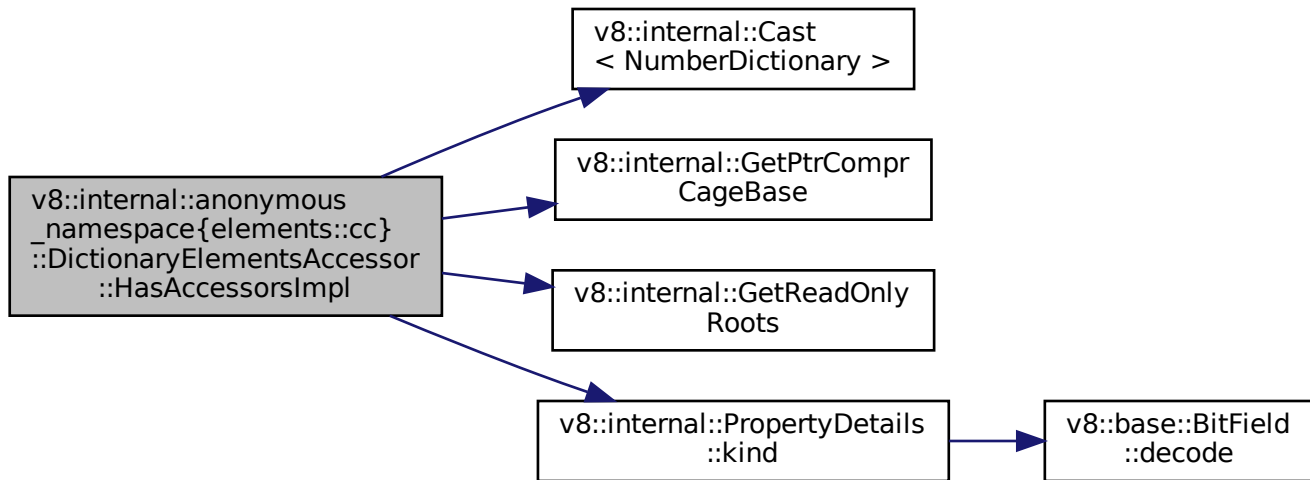 v8::internal::anonymous
_namespace{elements::cc}
::DictionaryElementsAccessor
::HasAccessorsImpl
v8::internal::Cast
< NumberDictionary >
v8::internal::GetPtrCompr
CageBase
v8::internal::GetReadOnly
Roots
v8::internal::PropertyDetails
::kind
v8::base::BitField
::decode